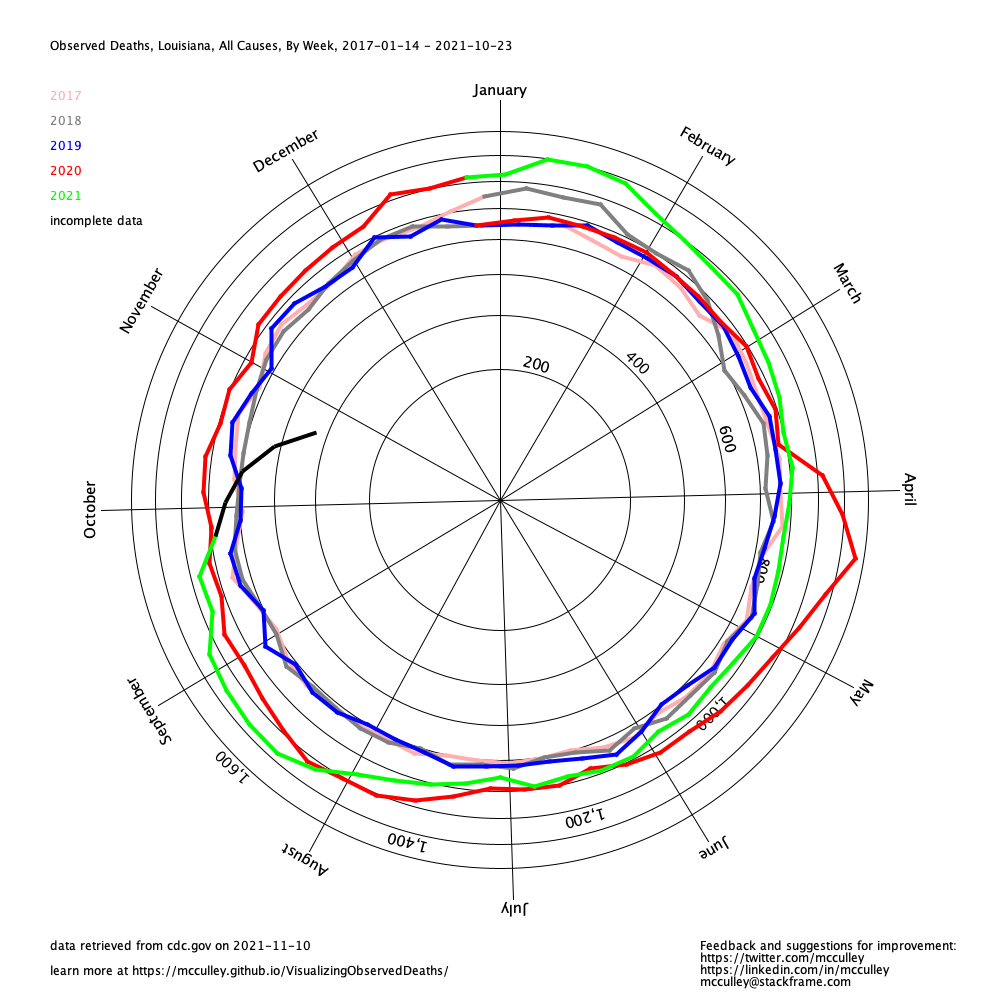 Observed Deaths, Louisiana, All Causes, By Week, 2017-01-14 - 2021-10-23
January
2017
2018
2019
2020
2021
incomplete data
December
February
November
March
200
400
600
October
April
800
September
May
1,000
1,600
1,200
1,400
August
June
July
data retrieved from cdc.gov on 2021-11-10
learn more at https://mcculley.github.io/VisualizingObservedDeaths/
Feedback and suggestions for improvement:
https://twitter.com/mcculley
https://linkedin.com/in/mcculley
mcculley@stackframe.com